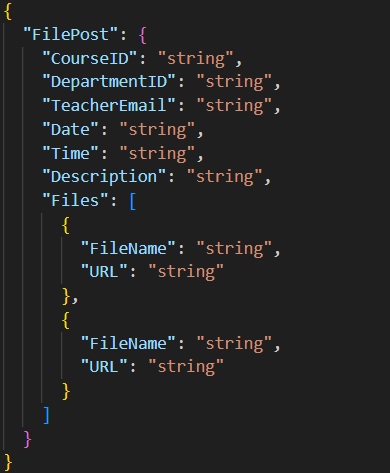 {
"FilePost": {
"CourseID": "string",
"DepartmentID": "string",
"TeacherEmail": "string",
"Date": "string",
"Time": "string",
"Description": "string",
"Files": [
{
"FileName": "string",
"URL": "string"
},
{
"FileName": "string",
"URL": "string"
}
]
}
}